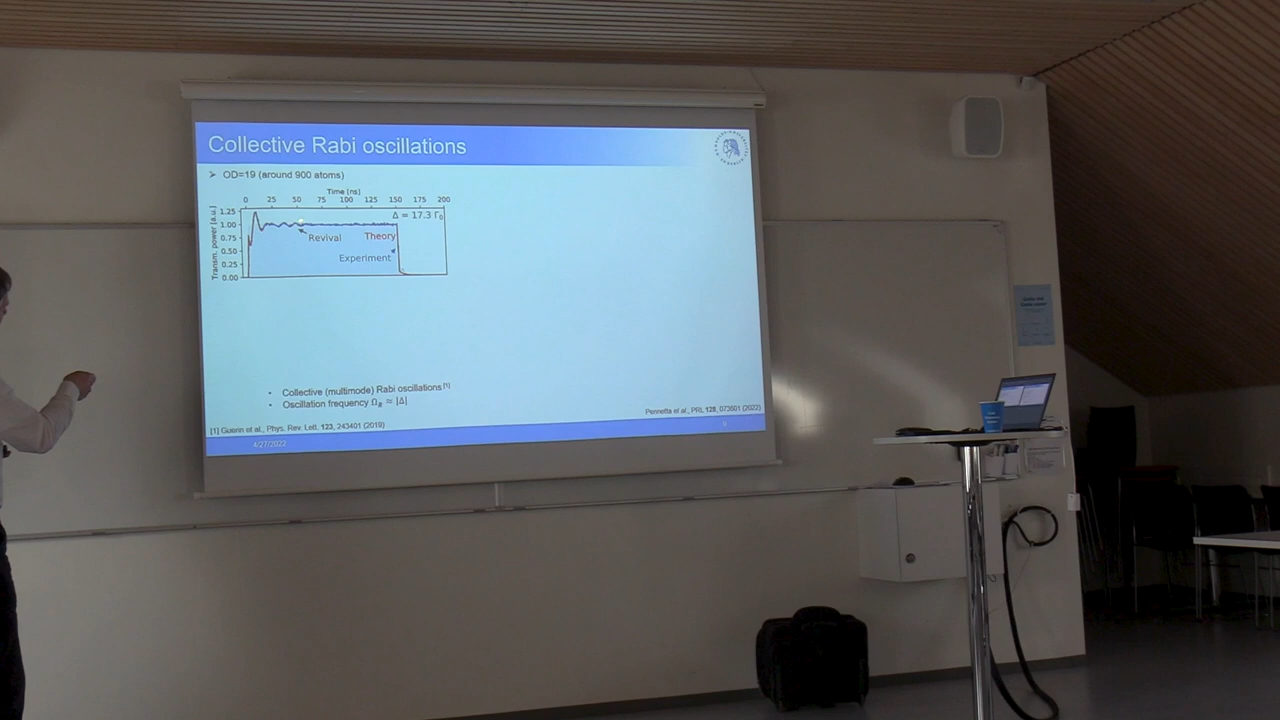 Collective Rabi oscillations
➢ OD=19 (around 900 atoms)
Time [ns]
0 25 50 75 100 125 150 175 200
Transm. power [a.u.]
1.25
1.00
0.75
0.50
0.25
0.00
Δ = 17.3 Γ₀
Revival
Theory
Experiment
• Collective (multimode) Rabi oscillations [1]
• Oscillation frequency Ω_R ≃ |Δ|
Pennetta et al., PRL 128, 073601 (2022)
[1] Guerin et al., Phys. Rev. Lett. 123, 243401 (2019)
4/27/2022